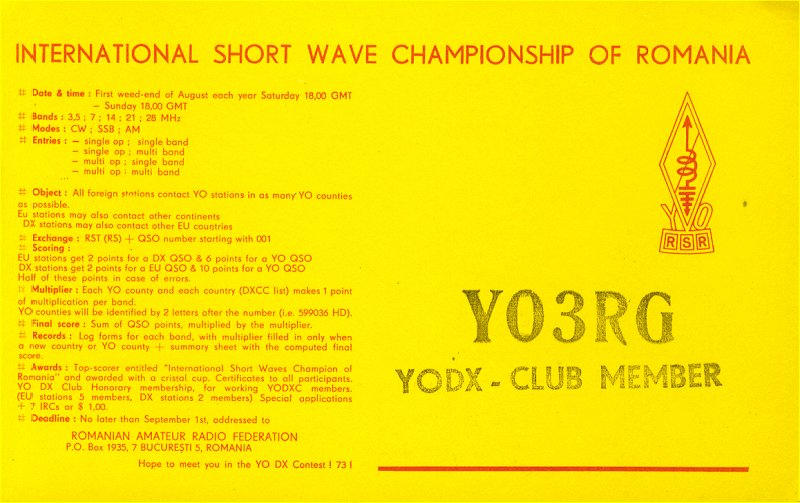 INTERNATIONAL SHORT WAVE CHAMPIONSHIP OF ROMANIA
# Date & time : First weed-end of August each year Saturday 18,00 GMT
— Sunday 18,00 GMT
# Bands : 3,5 ; 7 ; 14 ; 21 ; 28 MHz
# Modes : CW ; SSB ; AM
# Entries : — single op ; single band
— single op ; multi band
— multi op ; single band
— multi op : multi band
# Object : All foreign stations contact YO stations in as many YO counties
as possible.
Eu stations may also contact other continents
DX stations may also contact other EU countries
# Exchange : RST (RS) + QSO number starting with 001
# Scoring :
EU stations get 2 points for a DX QSO & 6 points for a YO QSO
DX stations get 2 points for a EU QSO & 10 points for a YO QSO
Half of these points in case of errors.
# Multiplier : Each YO county and each country (DXCC list) makes 1 point
of multiplication per band.
YO counties will be identified by 2 letters after the number (i.e. 599036 HD).
# Final score : Sum of QSO points, multiplied by the multiplier.
# Records : Log forms for each band, with multiplier filled in only when
a new country or YO county + summary sheet with the computed final
score.
# Awards : Top-scorer entitled "International Short Waves Champion of
Romania" and awarded with a cristal cup. Certificates to all participants.
YO DX Club Honorary membership, for working YODXC members.
(EU stations 5 members, DX stations 2 members) Special applications
+ 7 IRCs or $ 1,00.
# Deadline : No later than September 1st, addressed to
ROMANIAN AMATEUR RADIO FEDERATION
P.O. Box 1935, 7 BUCUREȘTI 5, ROMANIA
Hope to meet you in the YO DX Contest ! 73 !
YO
RSR
YO3RG
YODX - CLUB MEMBER